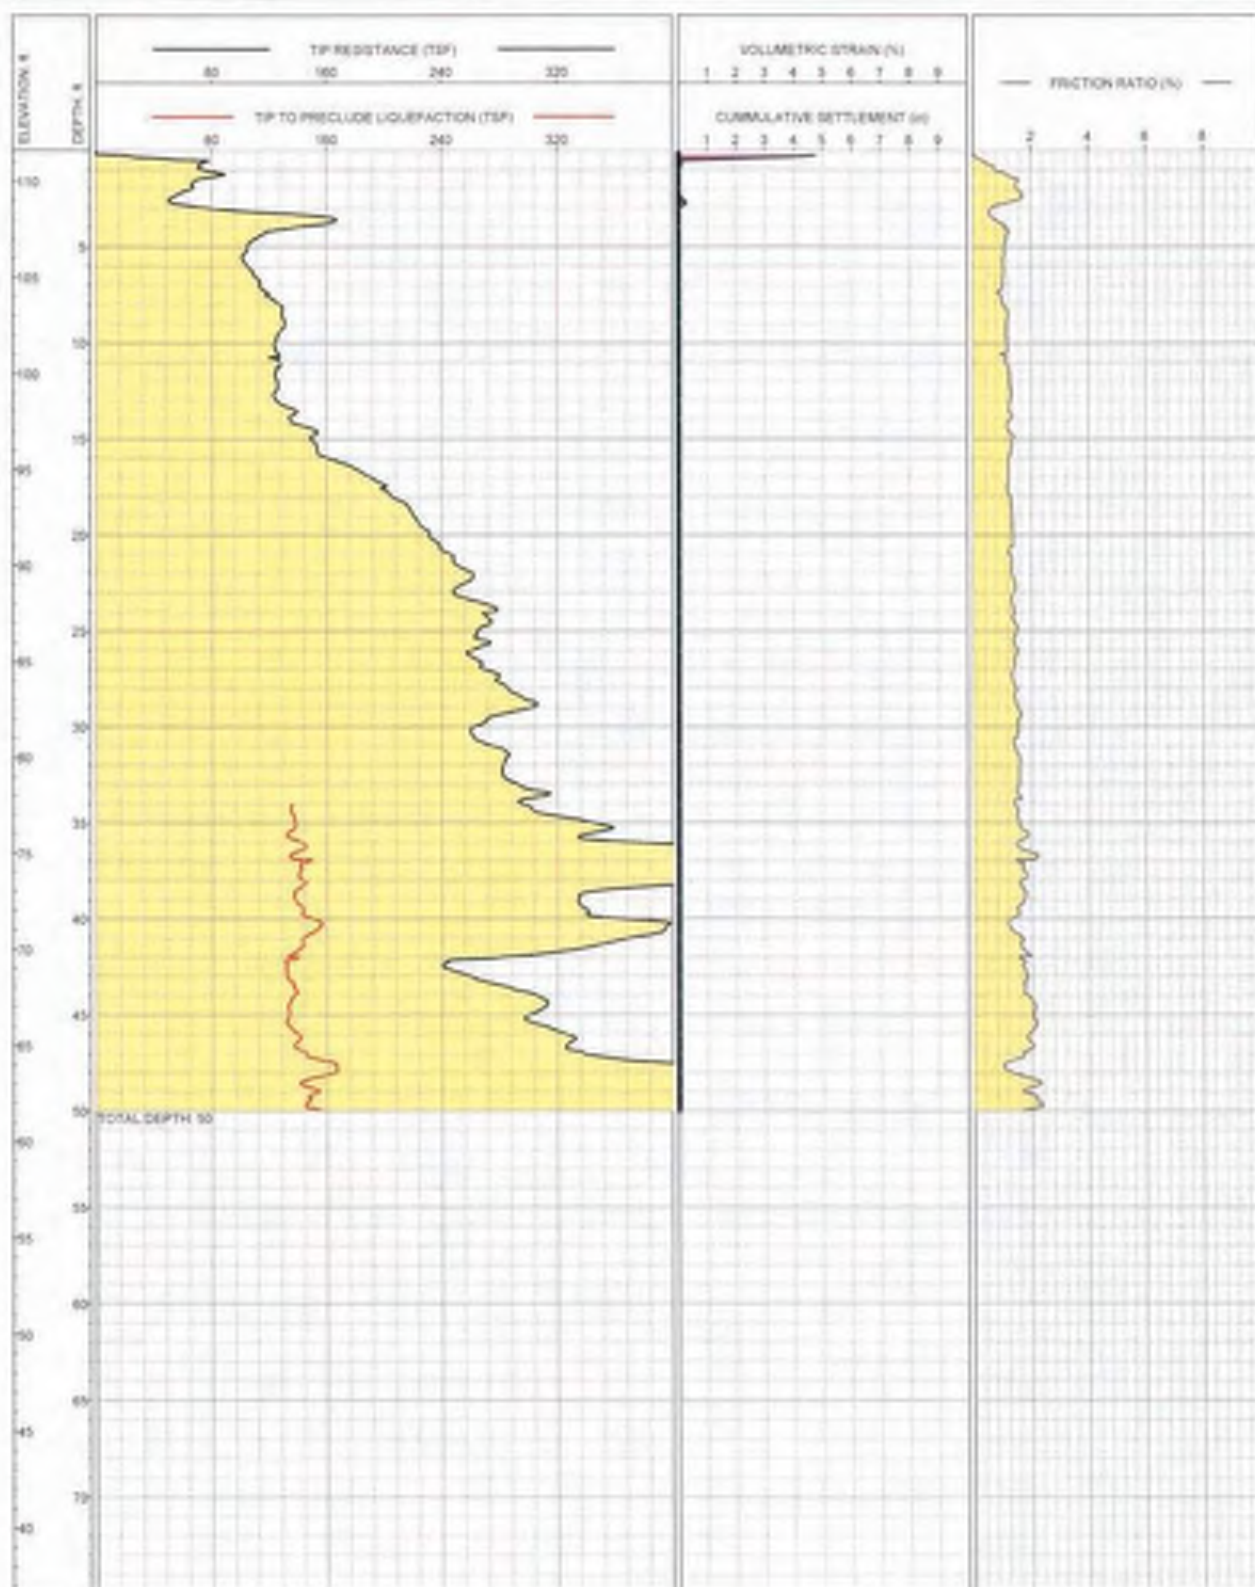 TIP RESISTANCE (TSF)
80 160 240 320
TIP TO PRECLUDE LIQUEFACTION (TSF)
80 160 240 320
VOLUMETRIC STRAIN (%)
1 2 3 4 5 6 7 8 9
CUMMULATIVE SETTLEMENT (in)
1 2 3 4 5 6 7 8 9
FRICTION RATIO (%)
2 4 6 8
ELEVATION, ft
DEPTH, ft
110
5
105
10
100
15
95
20
90
25
85
30
80
35
75
40
70
45
65
50
TOTAL DEPTH: 50
60
55
55
60
50
65
45
70
40